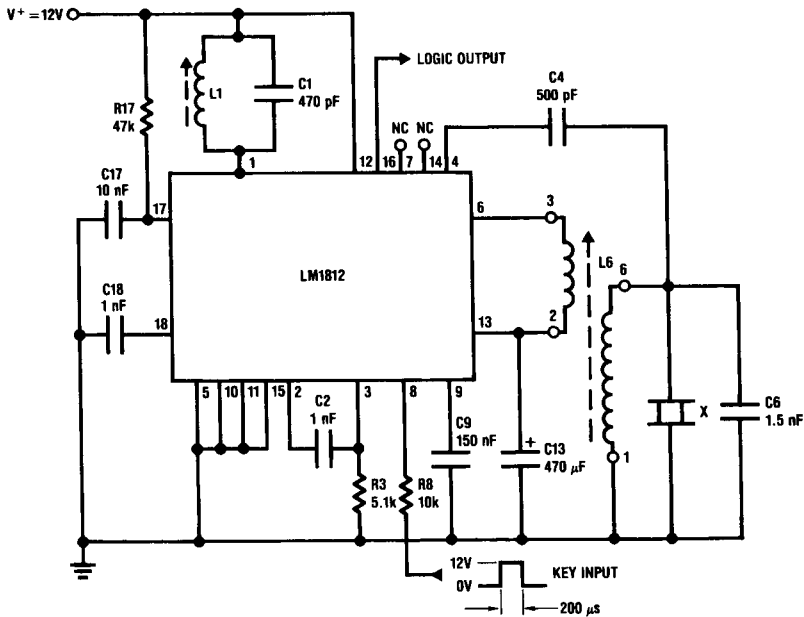 V+ = 12V
LOGIC OUTPUT
C4
500 pF
L1
C1
470 pF
R17
47k
NC NC
1
12 16 7 14 4
C17
10 nF
17
6
3
LM1812
L6
6
C18
1 nF
18
13
2
5 10 11 15 2 3 8 9
C2
1 nF
C9
150 nF
+
C13
470 µF
X
C6
1.5 nF
1
R3
5.1k
R8
10k
12V
0V
KEY INPUT
200 µs